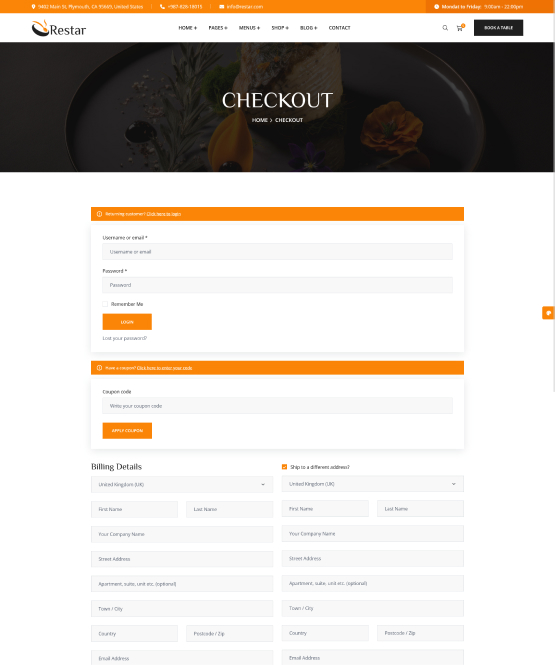 9402 Main St, Plymouth, CA 95669, United States
+987-626-10015
info@restar.com
Monday to Friday: 9:00am - 22:00pm
Restar
HOME + PAGES + MENUS + SHOP + BLOG + CONTACT
BOOK A TABLE
CHECKOUT
HOME > CHECKOUT
Returning customer? Click here to login
Username or email *
Username or email
Password *
Password
Remember Me
LOGIN
Lost your password?
Have a coupon? Click here to enter your code
Coupon code
Write your coupon code
APPLY COUPON
Billing Details
United Kingdom (UK)
First Name Last Name
Your Company Name
Street Address
Apartment, suite, unit etc. (optional)
Town / City
Country Postcode / Zip
Email Address
Ship to a different address?
United Kingdom (UK)
First Name Last Name
Your Company Name
Street Address
Apartment, suite, unit etc. (optional)
Town / City
Country Postcode / Zip
Email Address